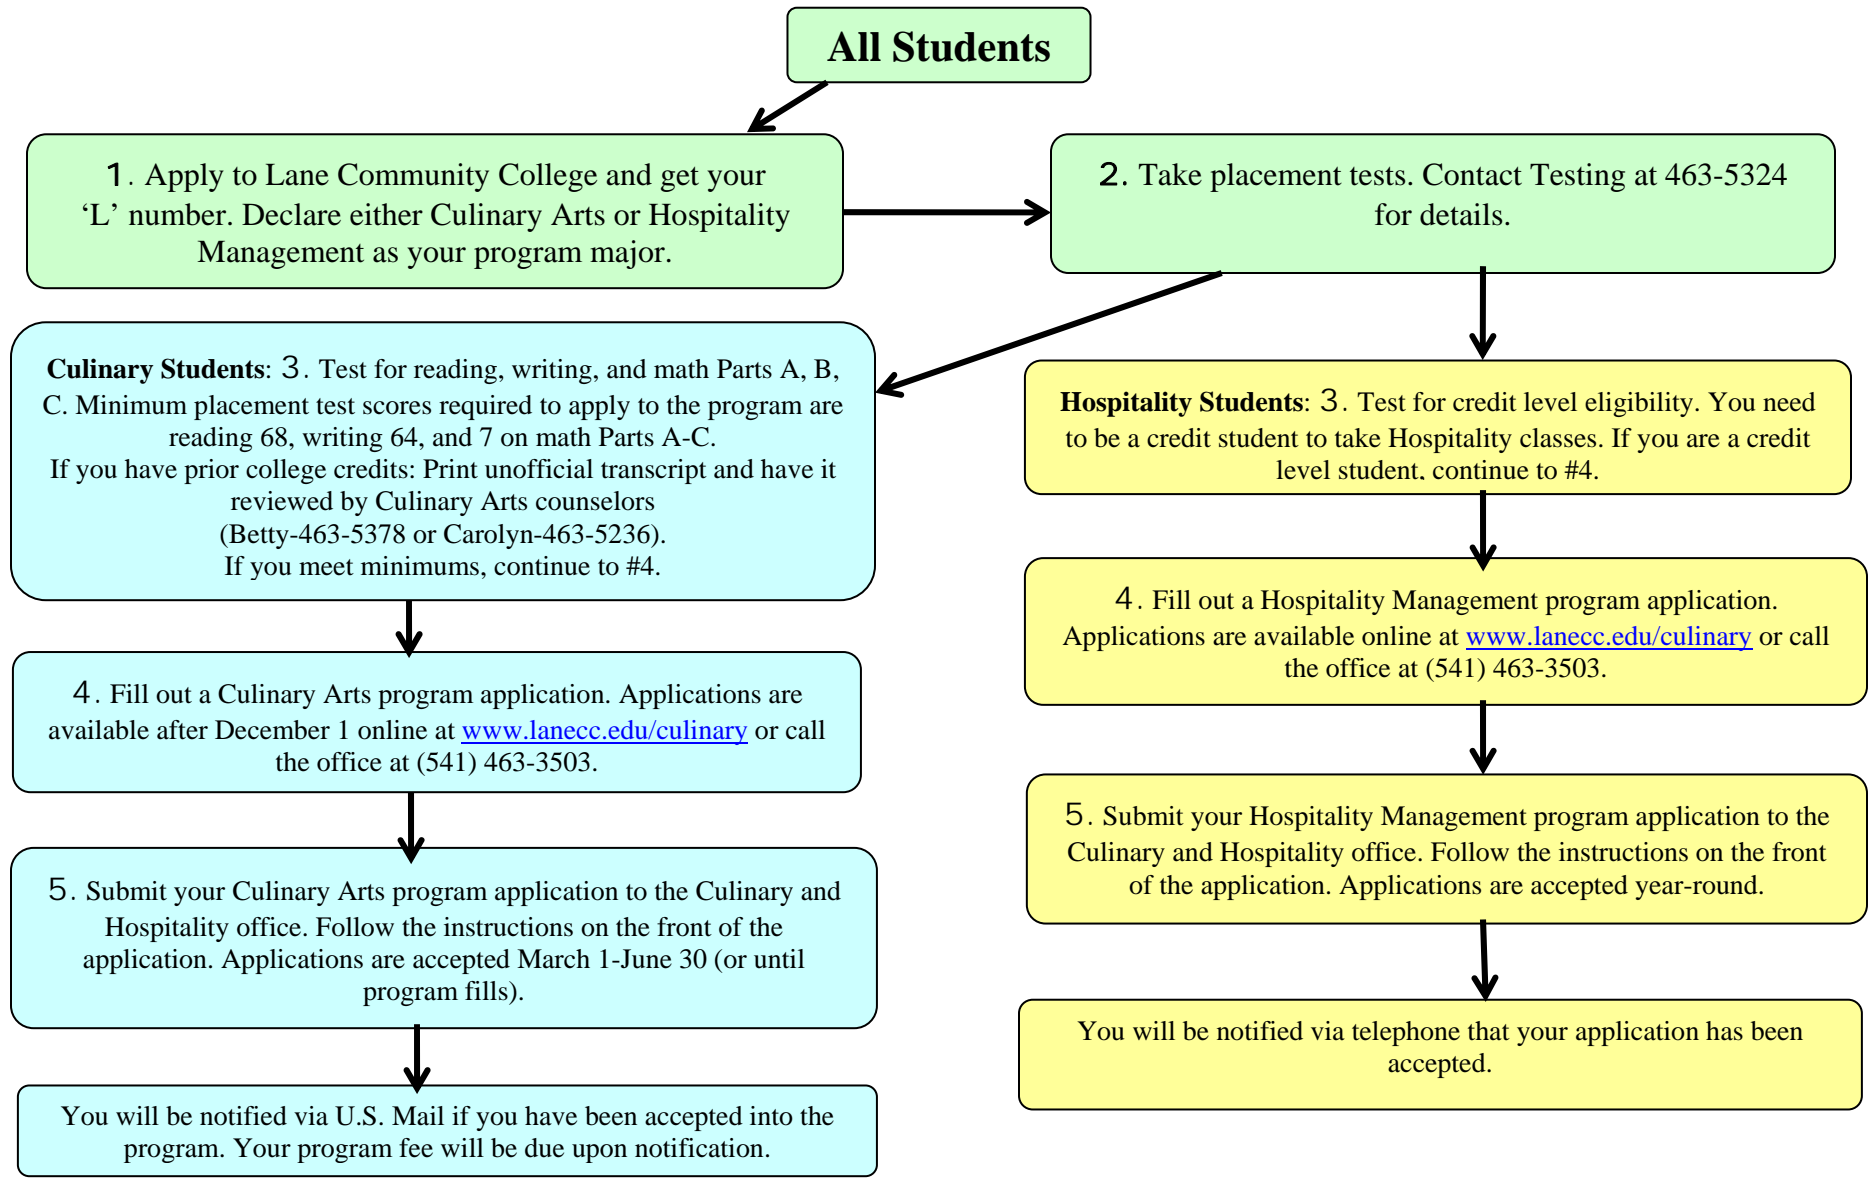 All Students
1. Apply to Lane Community College and get your
‘L’ number. Declare either Culinary Arts or Hospitality
Management as your program major.
2. Take placement tests. Contact Testing at 463-5324
for details.
Culinary Students: 3. Test for reading, writing, and math Parts A, B,
C. Minimum placement test scores required to apply to the program are
reading 68, writing 64, and 7 on math Parts A-C.
If you have prior college credits: Print unofficial transcript and have it
reviewed by Culinary Arts counselors
(Betty-463-5378 or Carolyn-463-5236).
If you meet minimums, continue to #4.
4. Fill out a Culinary Arts program application. Applications are
available after December 1 online at www.lanecc.edu/culinary or call
the office at (541) 463-3503.
5. Submit your Culinary Arts program application to the Culinary and
Hospitality office. Follow the instructions on the front of the
application. Applications are accepted March 1-June 30 (or until
program fills).
You will be notified via U.S. Mail if you have been accepted into the
program. Your program fee will be due upon notification.
Hospitality Students: 3. Test for credit level eligibility. You need
to be a credit student to take Hospitality classes. If you are a credit
level student, continue to #4.
4. Fill out a Hospitality Management program application.
Applications are available online at www.lanecc.edu/culinary or call
the office at (541) 463-3503.
5. Submit your Hospitality Management program application to the
Culinary and Hospitality office. Follow the instructions on the front
of the application. Applications are accepted year-round.
You will be notified via telephone that your application has been
accepted.